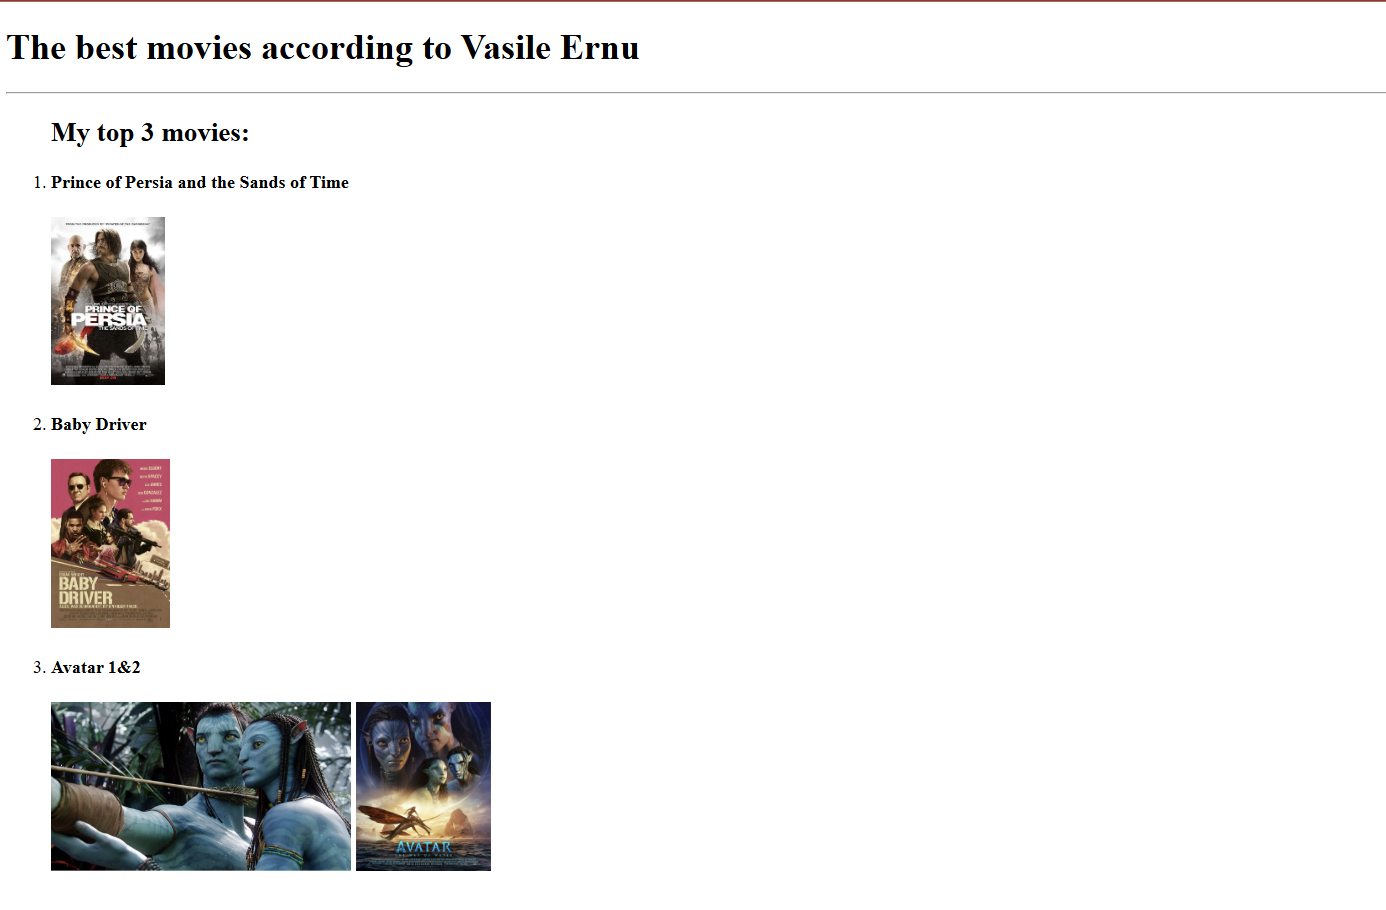 The best movies according to Vasile Ernu
My top 3 movies:
1. Prince of Persia and the Sands of Time
PRINCE OF
PERSIA
THE SANDS OF TIME
2. Baby Driver
BABY
DRIVER
3. Avatar 1&2
AVATAR